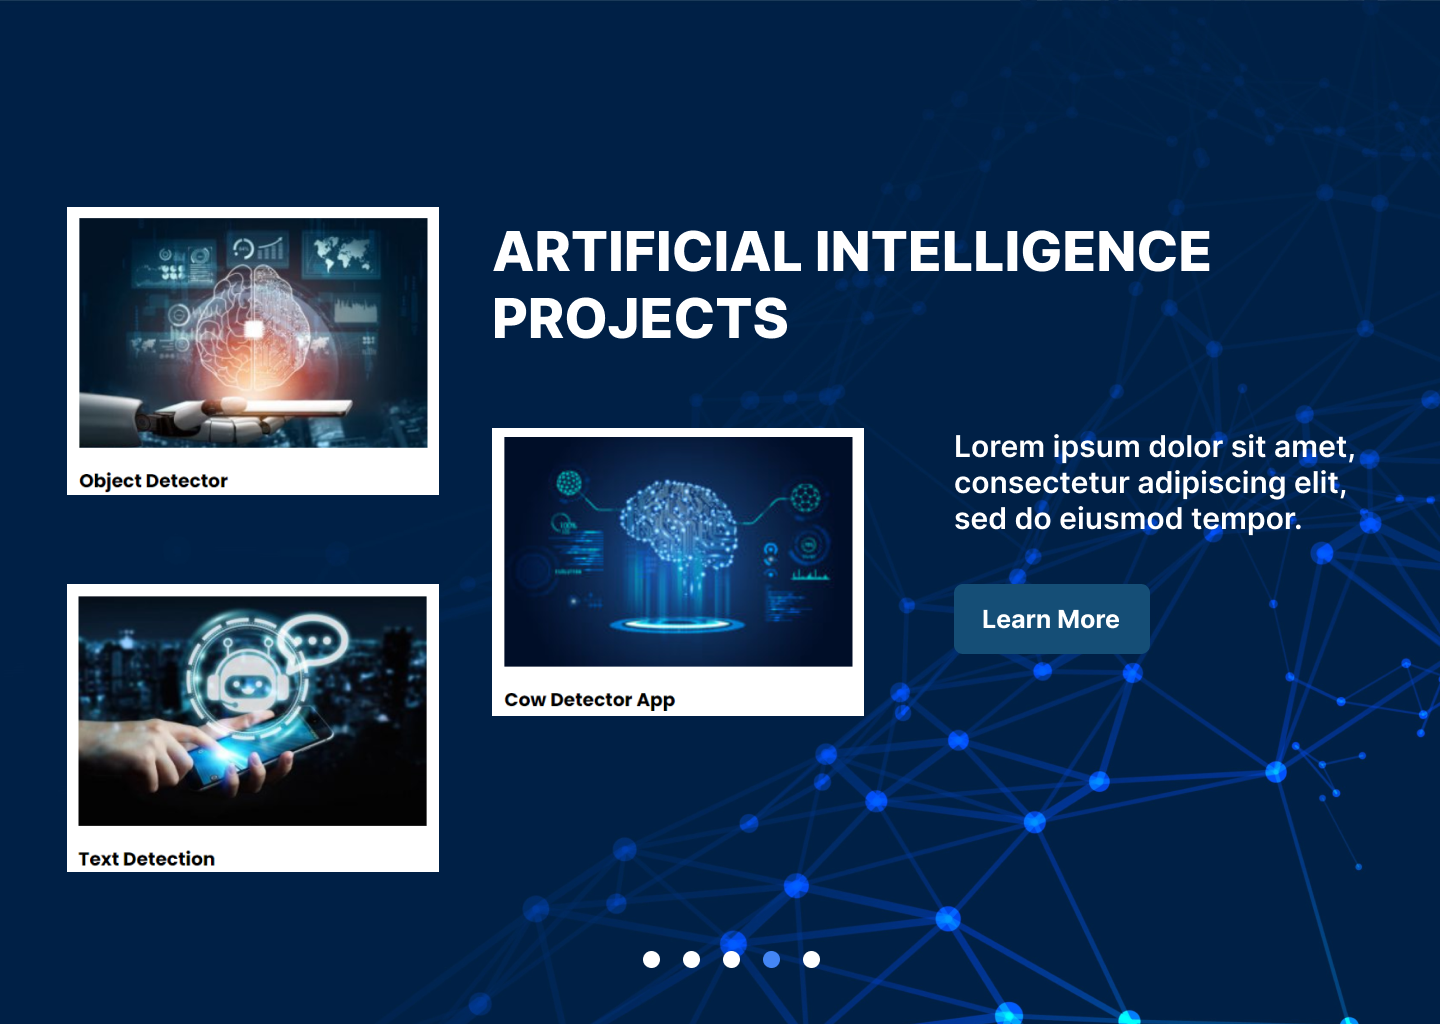 ARTIFICIAL INTELLIGENCE
PROJECTS
Object Detector
Lorem ipsum dolor sit amet,
consectetur adipiscing elit,
sed do eiusmod tempor.
Learn More
Cow Detector App
Text Detection